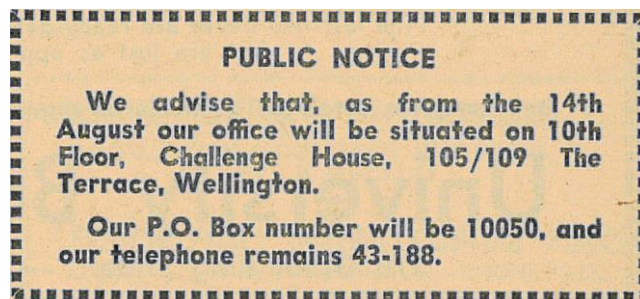 PUBLIC NOTICE
We advise that, as from the 14th
August our office will be situated on 10th
Floor, Challenge House, 105/109 The
Terrace, Wellington.
Our P.O. Box number will be 10050, and
our telephone remains 43-188.